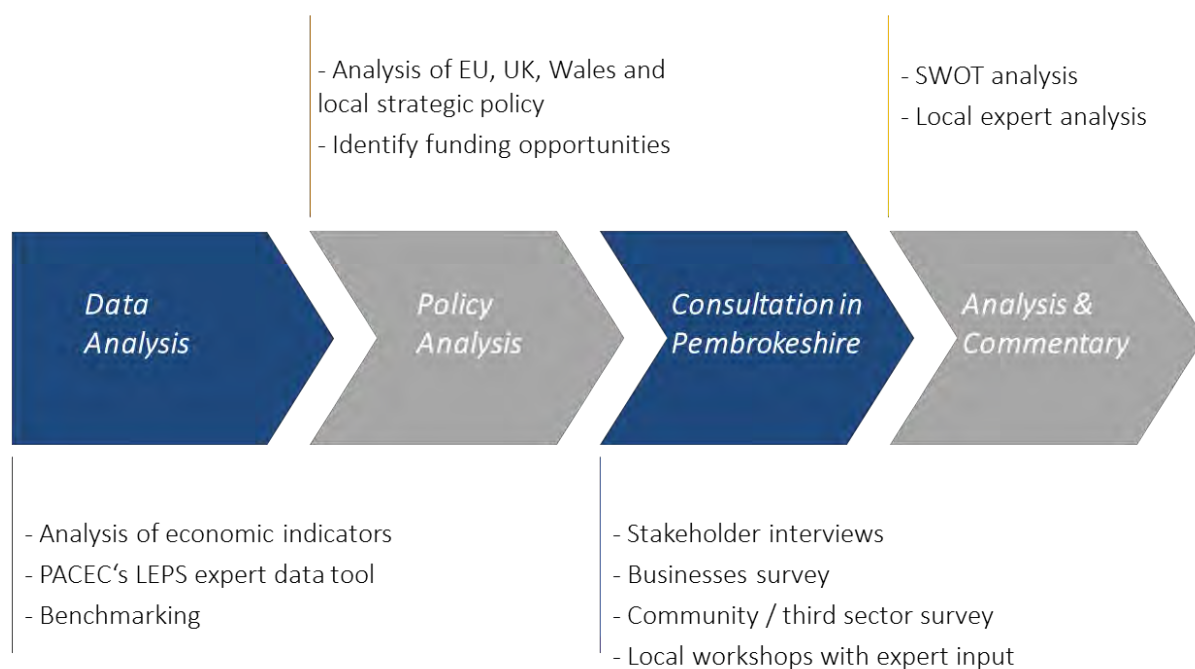 - Analysis of EU, UK, Wales and
local strategic policy
- Identify funding opportunities
- SWOT analysis
- Local expert analysis
Data
Analysis
Policy
Analysis
Consultation in
Pembrokeshire
Analysis &
Commentary
- Analysis of economic indicators
- PACEC‘s LEPS expert data tool
- Benchmarking
- Stakeholder interviews
- Businesses survey
- Community / third sector survey
- Local workshops with expert input